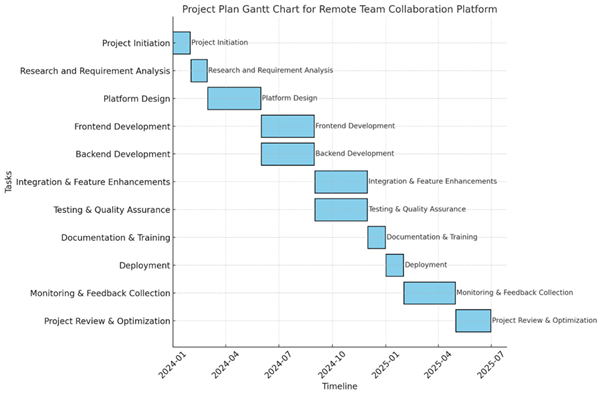 Project Plan Gantt Chart for Remote Team Collaboration Platform
Project Initiation Project Initiation
Research and Requirement Analysis Research and Requirement Analysis
Platform Design Platform Design
Frontend Development Frontend Development
Backend Development Backend Development
Integration & Feature Enhancements Integration & Feature Enhancements
Testing & Quality Assurance Testing & Quality Assurance
Documentation & Training Documentation & Training
Deployment Deployment
Monitoring & Feedback Collection Monitoring & Feedback Collection
Project Review & Optimization Project Review & Optimization
Tasks
2024-01 2024-04 2024-07 2024-10 2025-01 2025-04 2025-07
Timeline